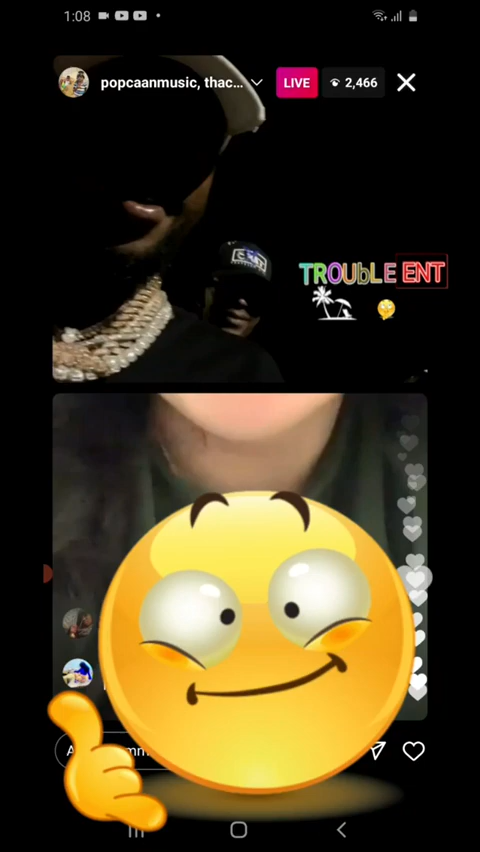 1:08
popcaanmusic, thac...
LIVE
2,466
TROUbLE ENT